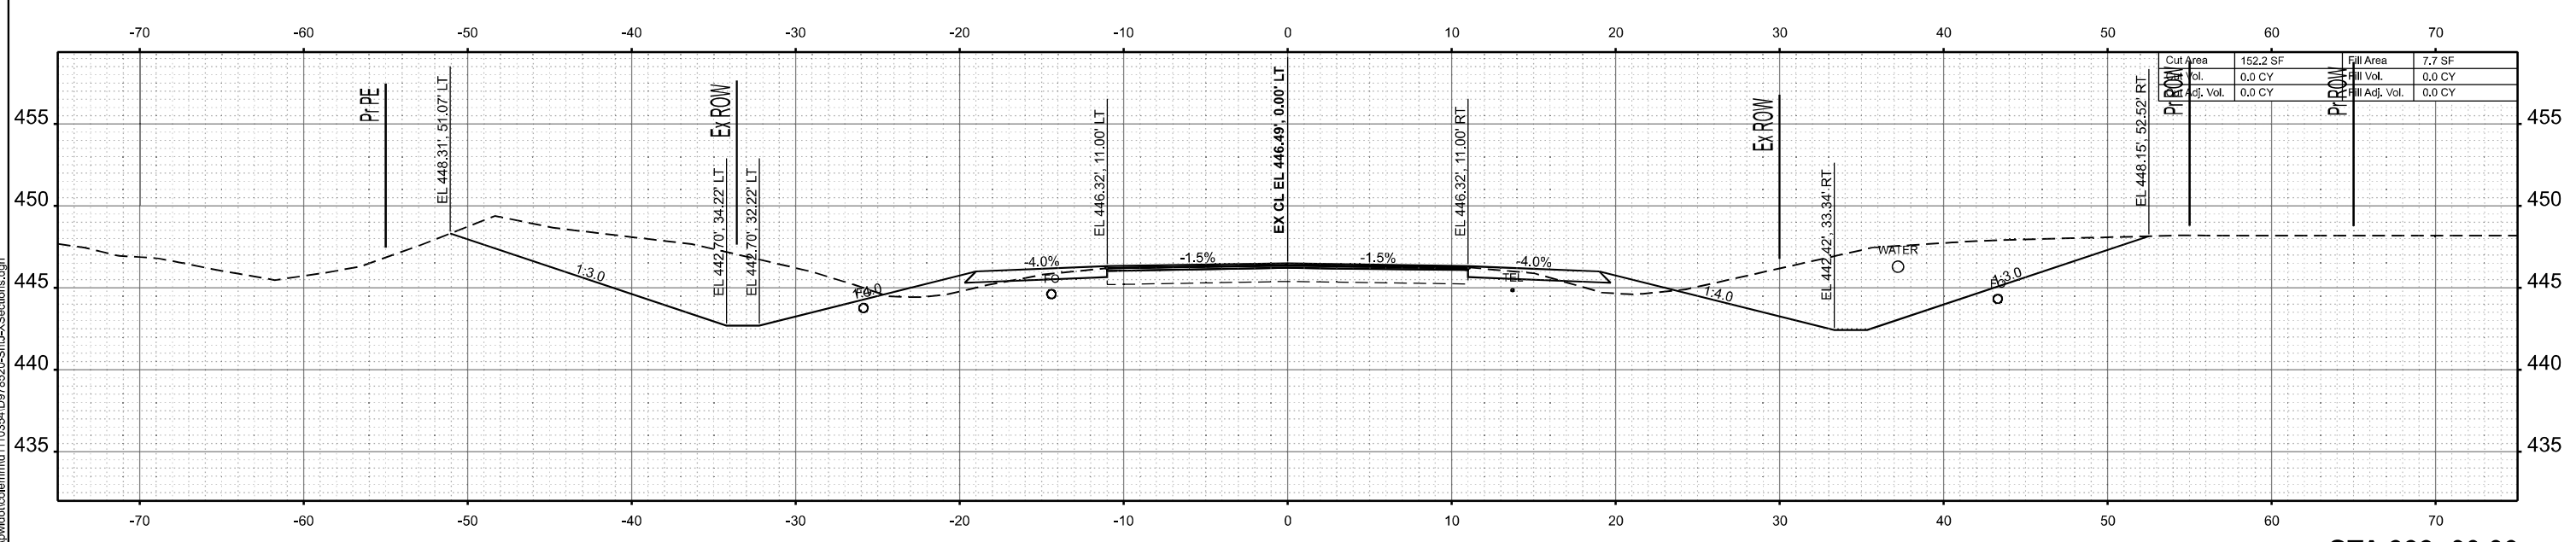 -70 -60 -50 -40 -30 -20 -10 0 10 20 30 40 50 60 70
Cut Area 152.2 SF Fill Area 7.7 SF
Vol. 0.0 CY Fill Vol. 0.0 CY
Adj. Vol. 0.0 CY Fill Adj. Vol. 0.0 CY
Pr PE
EL 448.31', 51.07' LT
Ex ROW
EL 442.70', 34.22' LT
EL 442.70', 32.22' LT
EL 446.32', 11.00' LT
EX CL EL 446.49', 0.00' LT
EL 446.32', 11.00' RT
Ex ROW
EL 442.42', 33.34' RT
EL 448.15', 52.52' RT
Pr ROW
Pr ROW
455 455
450 450
445 445
440 440
435 435
1:3.0
-4.0%
-1.5%
-1.5%
-4.0%
FO
TEL
1:4.0
WATER
1:3.0
-70 -60 -50 -40 -30 -20 -10 0 10 20 30 40 50 60 70